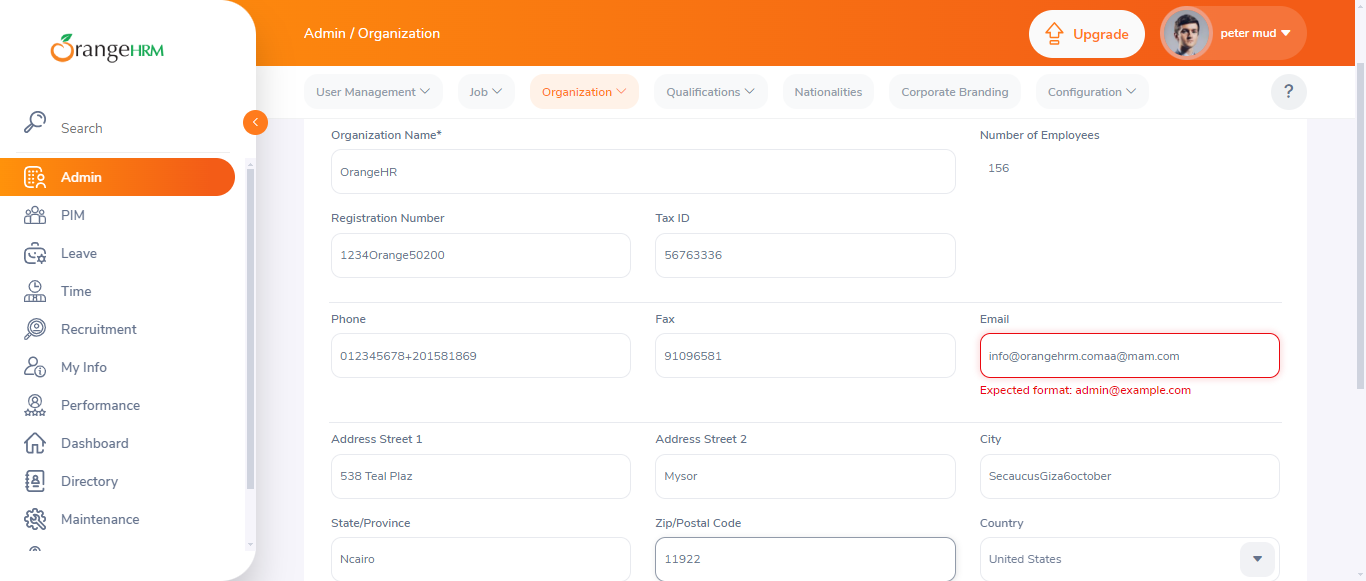 OrangeHRM
Admin / Organization
Upgrade
peter mud
User Management
Job
Organization
Qualifications
Nationalities
Corporate Branding
Configuration
?
Search
Admin
PIM
Leave
Time
Recruitment
My Info
Performance
Dashboard
Directory
Maintenance
Organization Name*
Number of Employees
OrangeHR
156
Registration Number
Tax ID
1234Orange50200
56763336
Phone
Fax
Email
012345678+201581869
91096581
info@orangehrm.comaa@mam.com
Expected format: admin@example.com
Address Street 1
Address Street 2
City
538 Teal Plaz
Mysor
SecaucusGiza6october
State/Province
Zip/Postal Code
Country
Ncairo
11922
United States